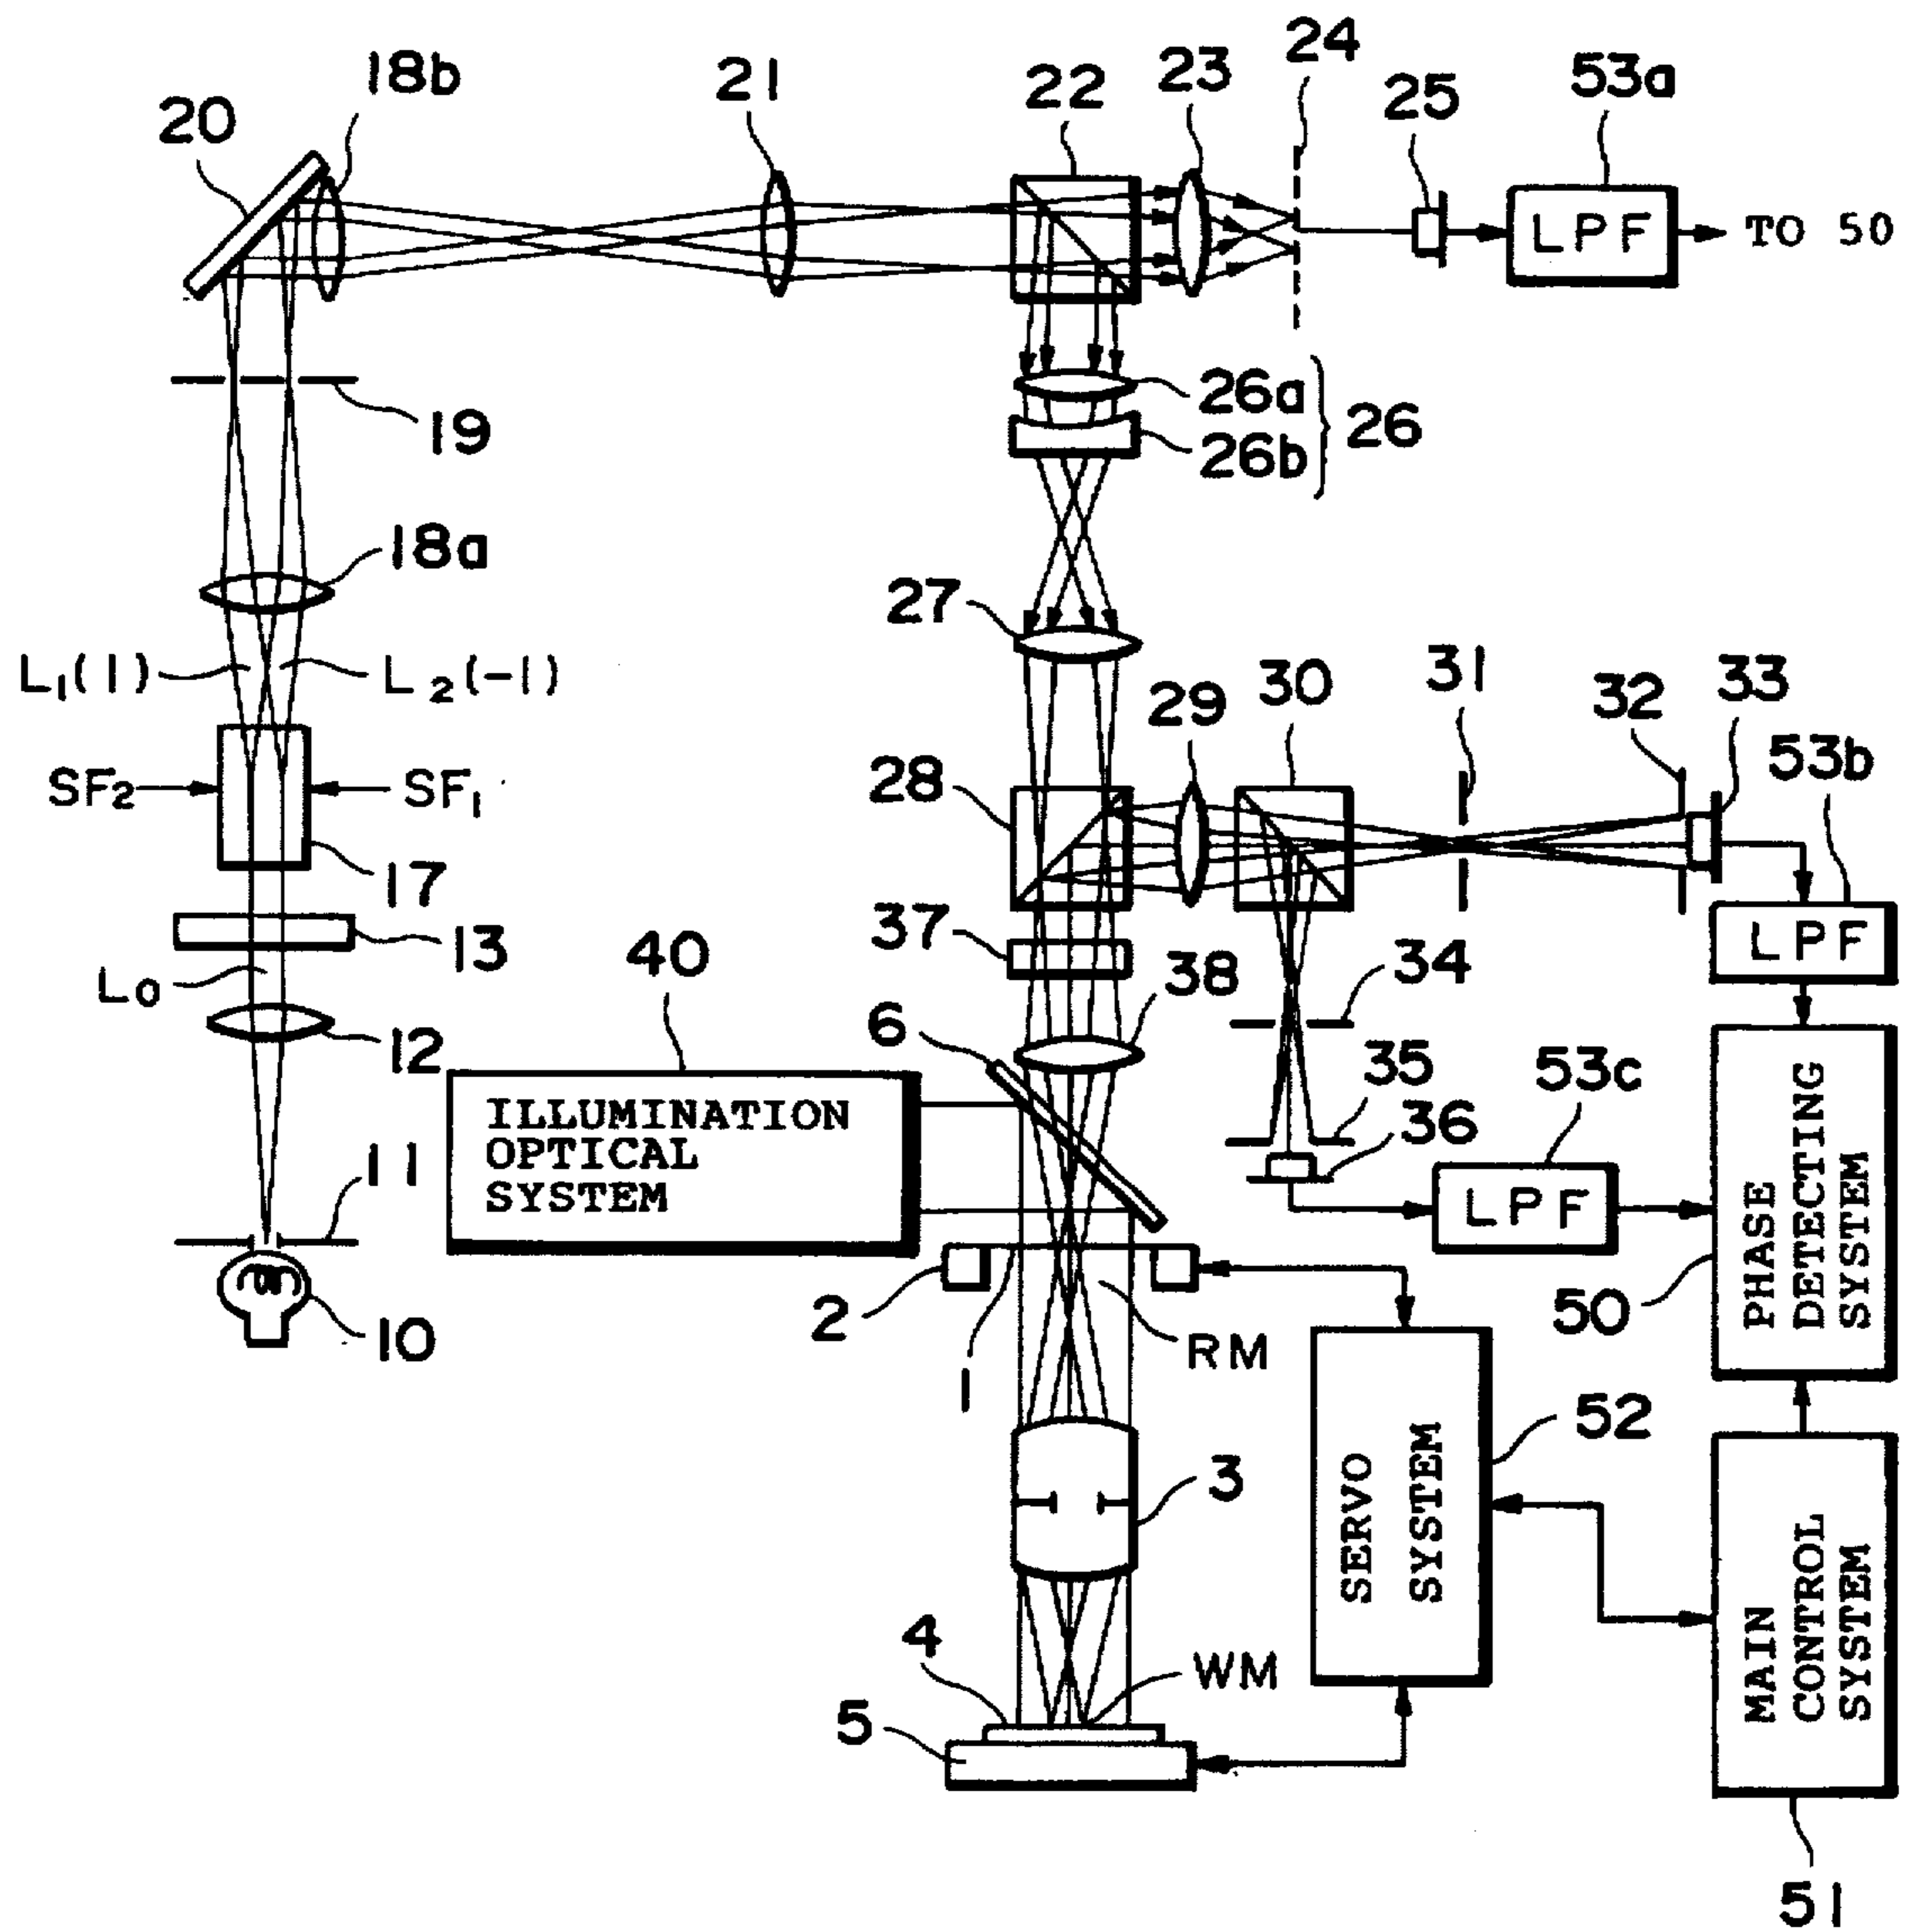 24
18b
21
22
23
25
53a
20
LPF
TO 50
19
26a
26b
26
18a
27
L₁(1)
L₂(-1)
29
30
31
32
33
53b
SF₂
SF₁
28
17
13
37
34
LPF
L₀
40
38
12
6
35
53c
36
ILLUMINATION
OPTICAL
SYSTEM
11
LPF
PHASE
DETECTING
SYSTEM
10
2
1
RM
50
3
SERVO
SYSTEM
52
MAIN
CONTROL
SYSTEM
4
WM
5
51